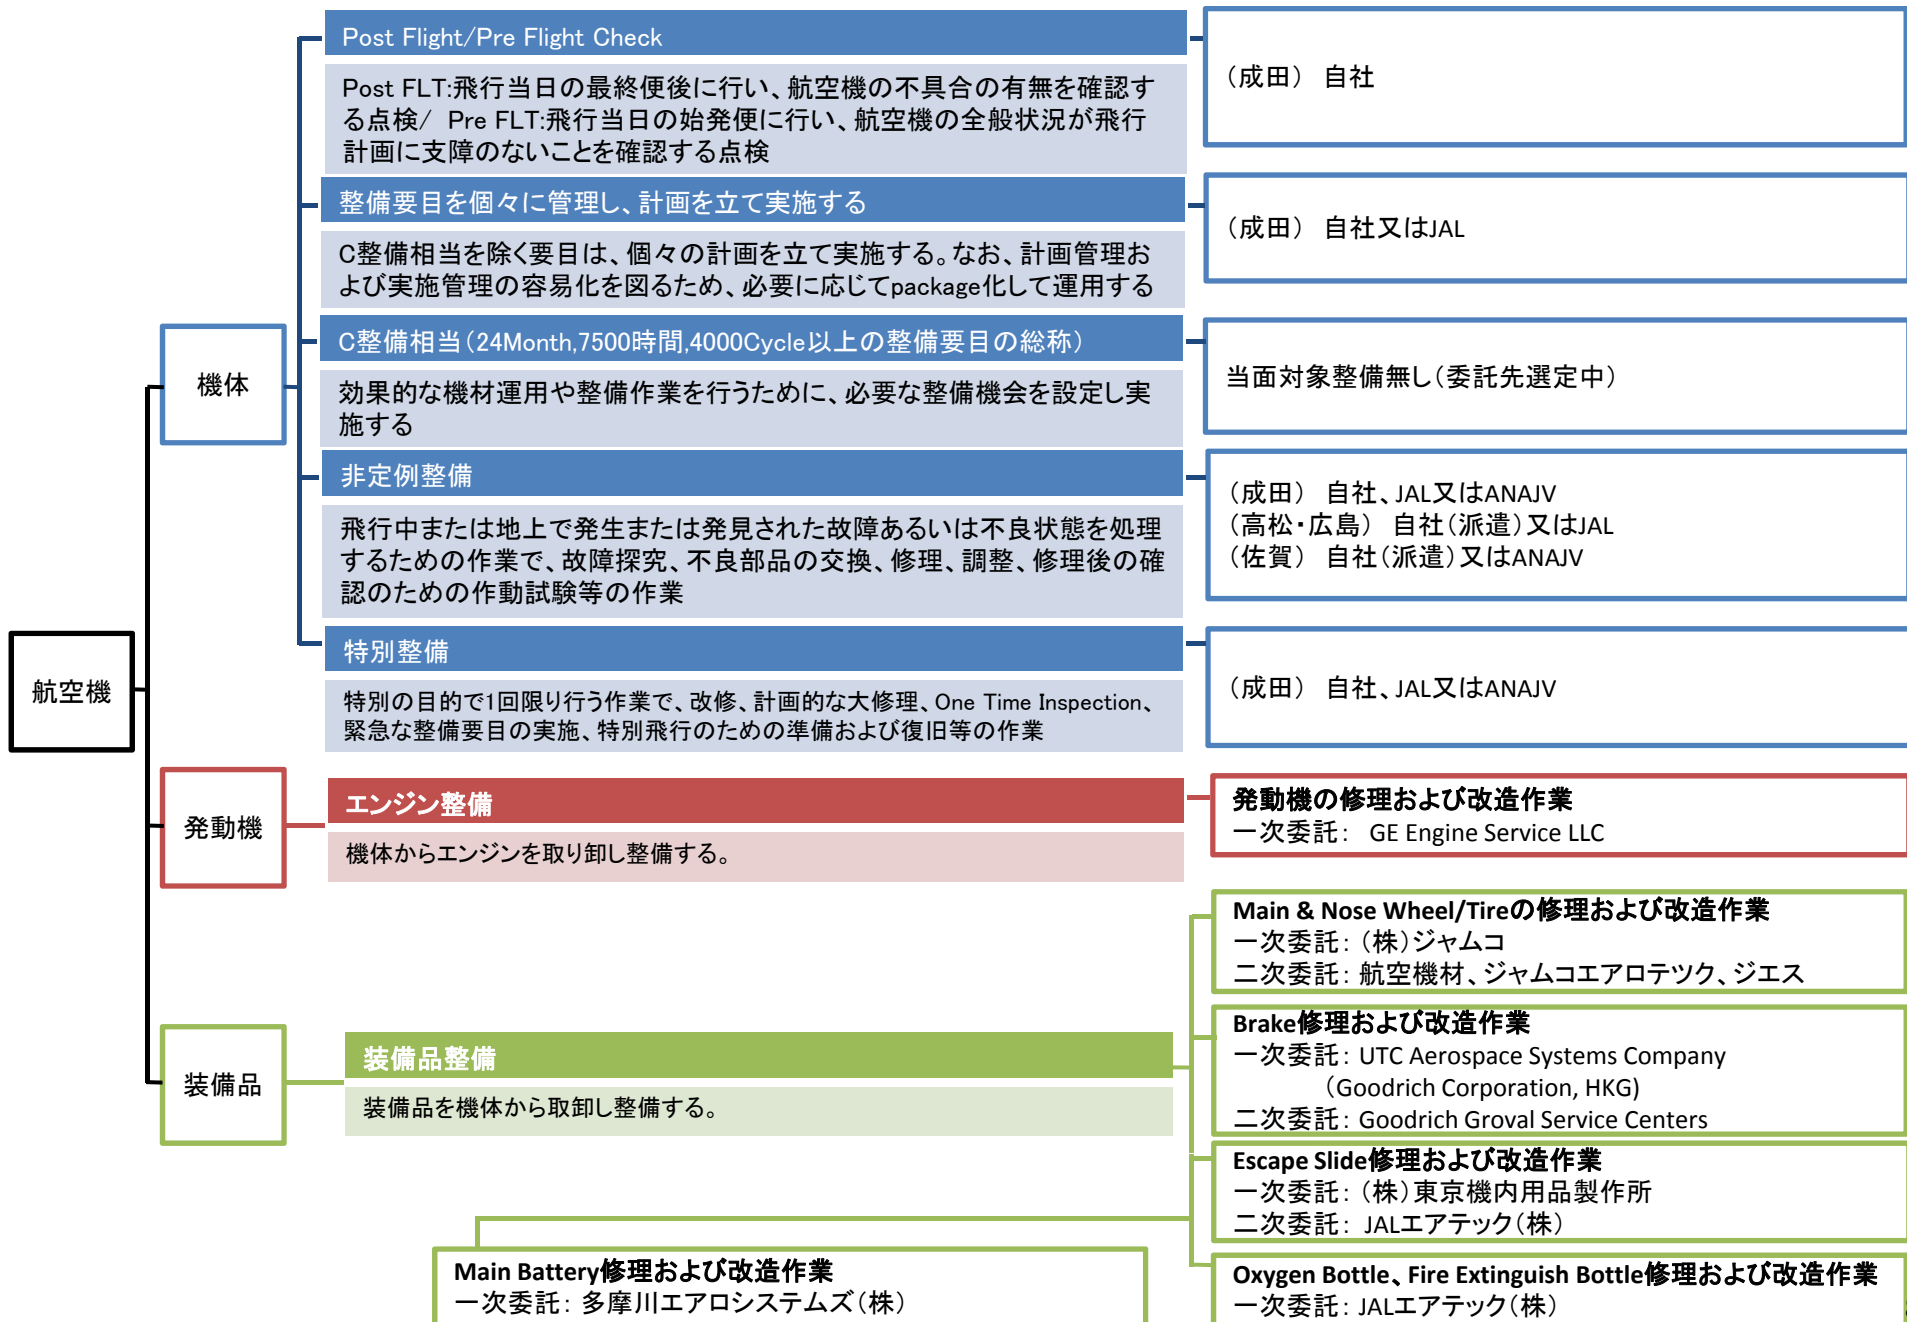 航空機
機体
Post Flight/Pre Flight Check
Post FLT:飛行当日の最終便後に行い、航空機の不具合の有無を確認す
る点検/ Pre FLT:飛行当日の始発便に行い、航空機の全般状況が飛行
計画に支障のないことを確認する点検
(成田) 自社
整備要目を個々に管理し、計画を立て実施する
C整備相当を除く要目は、個々の計画を立て実施する。なお、計画管理お
よび実施管理の容易化を図るため、必要に応じてpackage化して運用する
(成田) 自社又はJAL
C整備相当(24Month,7500時間,4000Cycle以上の整備要目の総称)
効果的な機材運用や整備作業を行うために、必要な整備機会を設定し実
施する
当面対象整備無し(委託先選定中)
非定例整備
飛行中または地上で発生または発見された故障あるいは不良状態を処理
するための作業で、故障探究、不良部品の交換、修理、調整、修理後の確
認のための作動試験等の作業
(成田) 自社、JAL又はANAJV
(高松・広島) 自社(派遣)又はJAL
(佐賀) 自社(派遣)又はANAJV
特別整備
特別の目的で1回限り行う作業で、改修、計画的な大修理、One Time Inspection、
緊急な整備要目の実施、特別飛行のための準備および復旧等の作業
(成田) 自社、JAL又はANAJV
発動機
エンジン整備
機体からエンジンを取り卸し整備する。
発動機の修理および改造作業
一次委託: GE Engine Service LLC
装備品
装備品整備
装備品を機体から取卸し整備する。
Main & Nose Wheel/Tireの修理および改造作業
一次委託: (株)ジャムコ
二次委託: 航空機材、ジャムコエアロテツク、ジエス
Brake修理および改造作業
一次委託: UTC Aerospace Systems Company
(Goodrich Corporation, HKG)
二次委託: Goodrich Groval Service Centers
Escape Slide修理および改造作業
一次委託: (株)東京機内用品製作所
二次委託: JALエアテック(株)
Main Battery修理および改造作業
一次委託: 多摩川エアロシステムズ(株)
Oxygen Bottle、Fire Extinguish Bottle修理および改造作業
一次委託: JALエアテック(株)